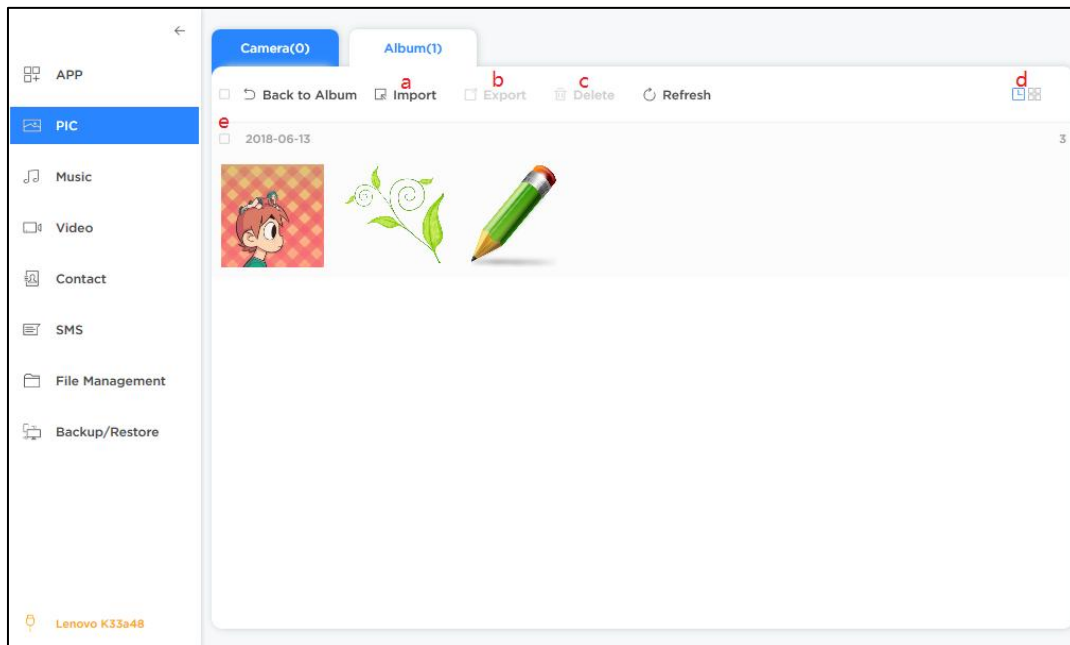 Camera(0)
Album(1)
APP
a
b
c
d
Back to Album
Import
Export
Delete
Refresh
PIC
e
2018-06-13
3
Music
Video
Contact
SMS
File Management
Backup/Restore
Lenovo K33a48